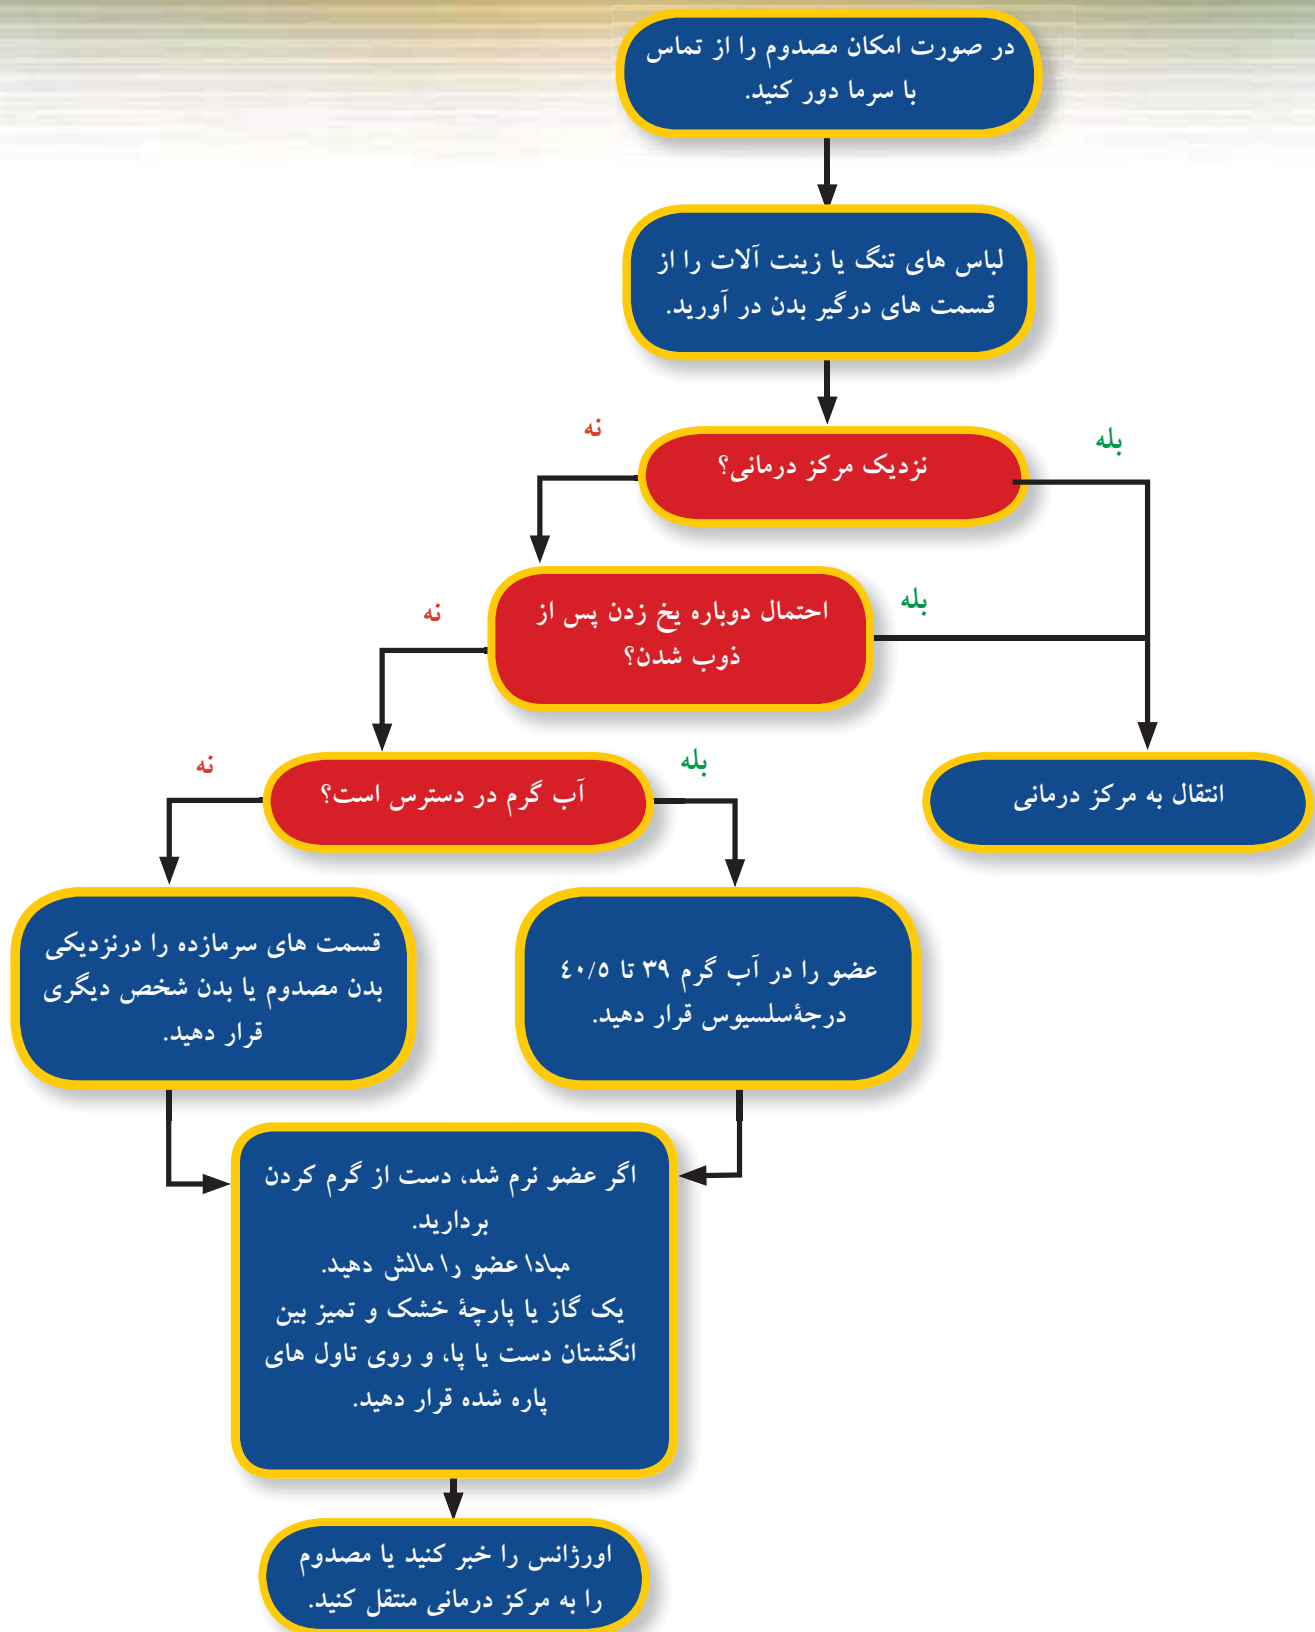 در صورت امکان مصدوم را از تماس
با سرما دور کنید.
لباس های تنگ یا زینت آلات را از
قسمت های درگیر بدن در آورید.
نه
بله
نزدیک مرکز درمانی؟
نه
بله
احتمال دوباره یخ زدن پس از
ذوب شدن؟
نه
بله
آب گرم در دسترس است؟
انتقال به مرکز درمانی
قسمت های سرمازده را درنزدیکی
بدن مصدوم یا بدن شخص دیگری
قرار دهید.
عضو را در آب گرم ۳۹ تا ٤٠/٥
درجۀسلسیوس قرار دهید.
اگر عضو نرم شد، دست از گرم کردن
بردارید.
مبادا عضو را مالش دهید.
یک گاز یا پارچۀ خشک و تمیز بین
انگشتان دست یا پا، و روی تاول های
پاره شده قرار دهید.
اورژانس را خبر کنید یا مصدوم
را به مرکز درمانی منتقل کنید.